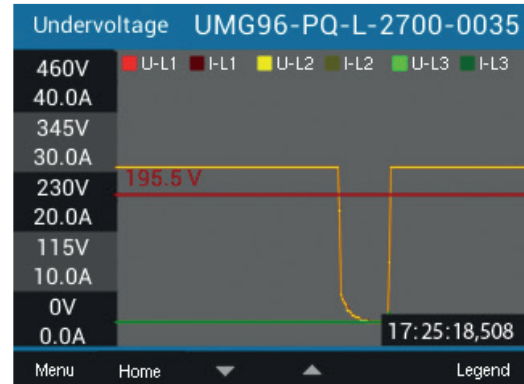 Undervoltage UMG96-PQ-L-2700-0035
U-L1 I-L1 U-L2 I-L2 U-L3 I-L3
460V
40.0A
345V
30.0A
195.5 V
230V
20.0A
115V
10.0A
0V
0.0A
17:25:18,508
Menu Home Legend